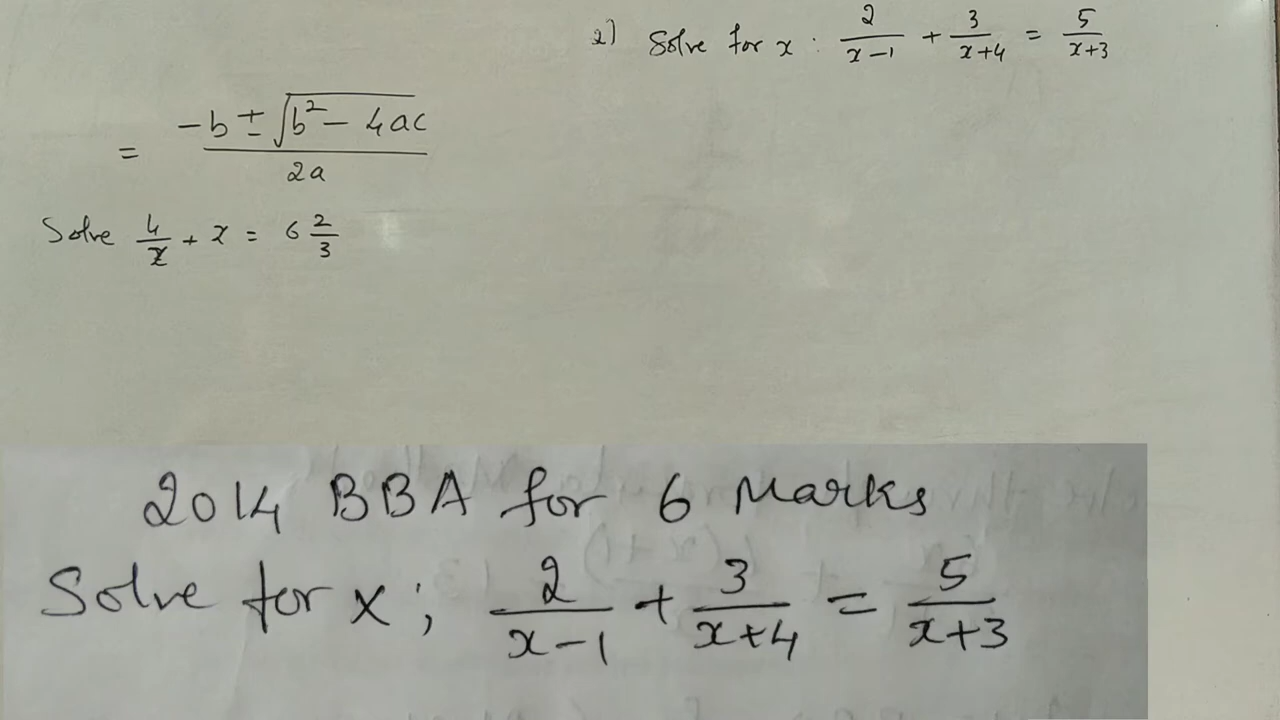 2) Solve for x : 2/(x-1) + 3/(x+4) = 5/(x+3)
= (-b ± √(b² - 4ac))/2a
Solve 4/x + x = 6 2/3
2014 BBA for 6 Marks
Solve for x; 2/(x-1) + 3/(x+4) = 5/(x+3)